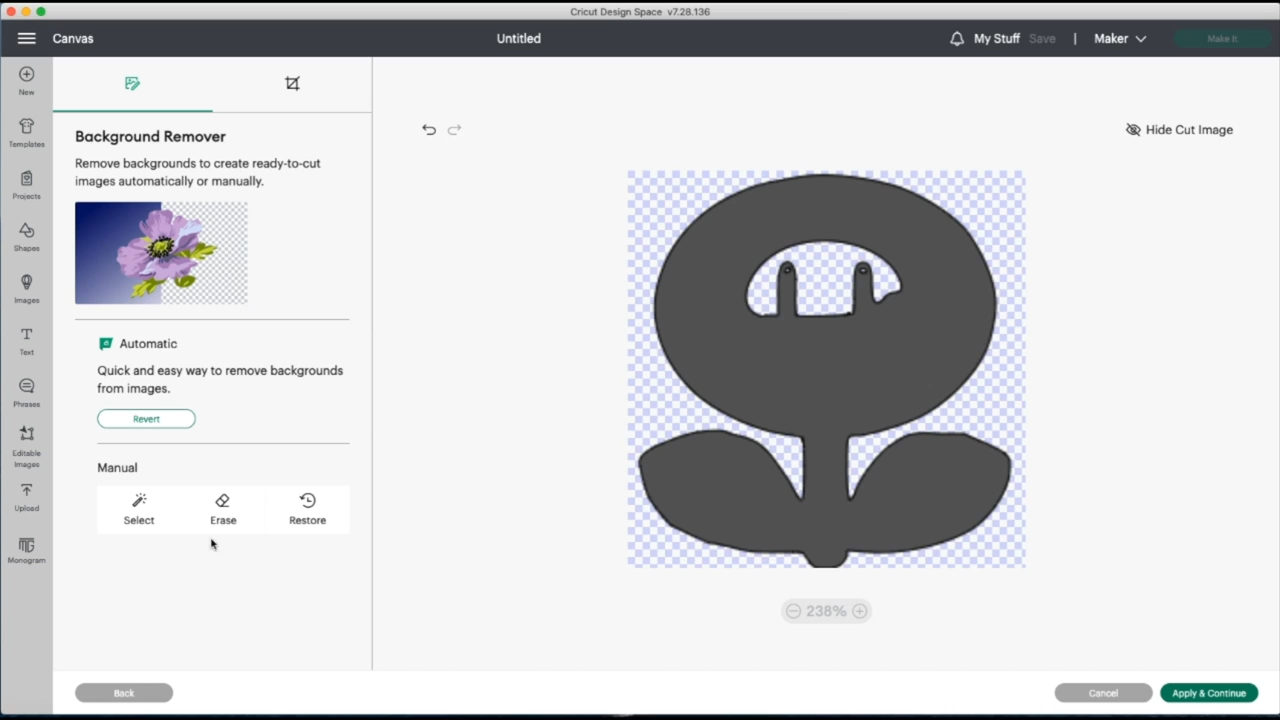 Cricut Design Space v7.28.136
Canvas
Untitled
My Stuff
Save
|
Maker
Make It
New
Templates
Projects
Shapes
Images
Text
Phrases
Editable
Images
Upload
Monogram
Background Remover
Remove backgrounds to create ready-to-cut
images automatically or manually.
Automatic
Quick and easy way to remove backgrounds
from images.
Revert
Manual
Select
Erase
Restore
Hide Cut Image
238%
Back
Cancel
Apply & Continue